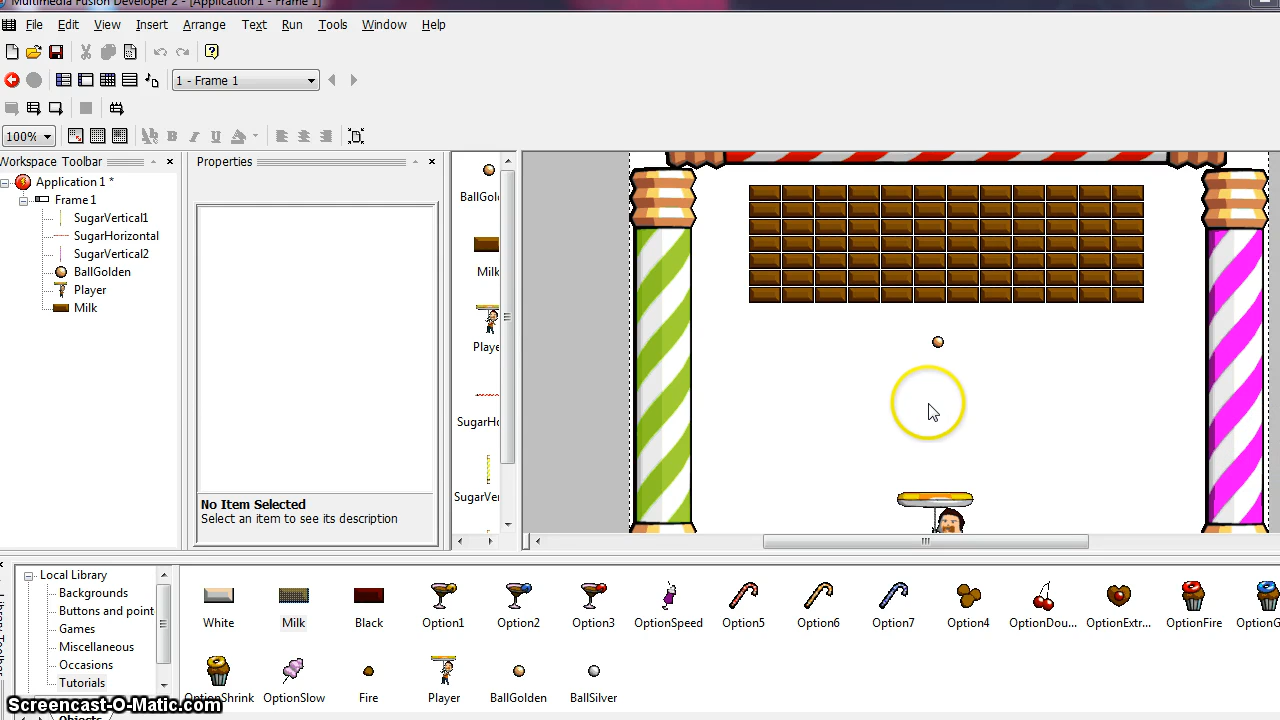 Multimedia Fusion Developer 2 - [Application 1 - Frame 1]
File Edit View Insert Arrange Text Run Tools Window Help
1 - Frame 1
100%
Workspace Toolbar
Properties
Application 1 *
Frame 1
SugarVertical1
SugarHorizontal
SugarVertical2
BallGolden
Player
Milk
No Item Selected
Select an item to see its description
BallGol
Milk
Playe
SugarHo
SugarVe
Local Library
Backgrounds
Buttons and point
Games
Miscellaneous
Occasions
Tutorials
White Milk Black Option1 Option2 Option3 OptionSpeed Option5 Option6 Option7 Option4 OptionDou... OptionExtr... OptionFire OptionG
OptionShrink OptionSlow Fire Player BallGolden BallSilver
Screencast-O-Matic.com
Objects